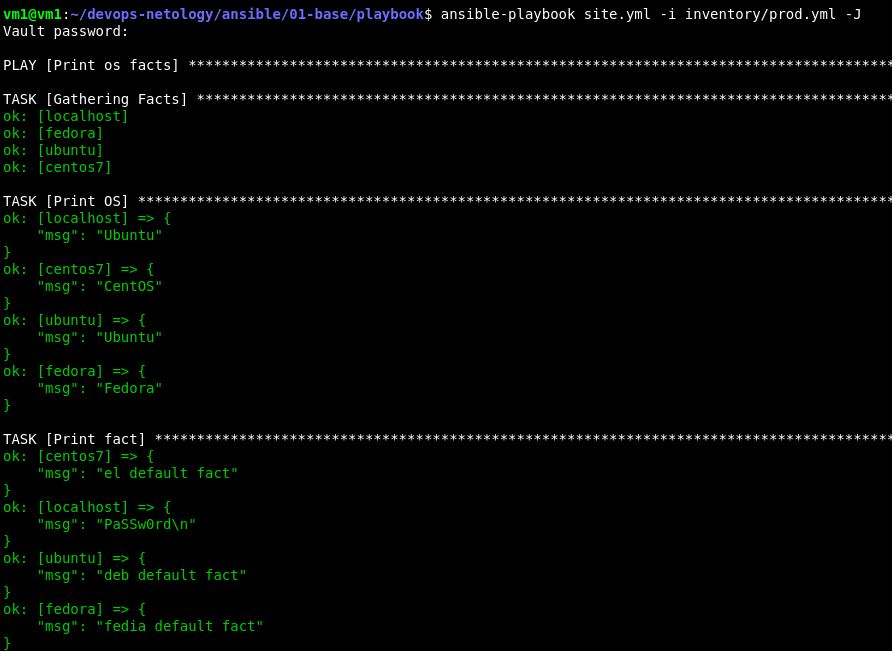 vm1@vm1:~/devops-netology/ansible/01-base/playbook$ ansible-playbook site.yml -i inventory/prod.yml -J
Vault password:
PLAY [Print os facts] ************************************************************************************
TASK [Gathering Facts] ***********************************************************************************
ok: [localhost]
ok: [fedora]
ok: [ubuntu]
ok: [centos7]
TASK [Print OS] ******************************************************************************************
ok: [localhost] => {
    "msg": "Ubuntu"
}
ok: [centos7] => {
    "msg": "CentOS"
}
ok: [ubuntu] => {
    "msg": "Ubuntu"
}
ok: [fedora] => {
    "msg": "Fedora"
}
TASK [Print fact] ****************************************************************************************
ok: [centos7] => {
    "msg": "el default fact"
}
ok: [localhost] => {
    "msg": "PaSSw0rd\n"
}
ok: [ubuntu] => {
    "msg": "deb default fact"
}
ok: [fedora] => {
    "msg": "fedia default fact"
}